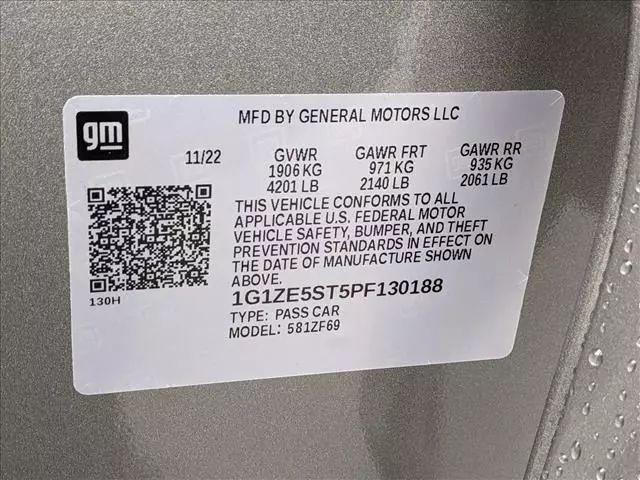 gm
MFD BY GENERAL MOTORS LLC
11/22 GVWR GAWR FRT GAWR RR
1906 KG 971 KG 935 KG
4201 LB 2140 LB 2061 LB
THIS VEHICLE CONFORMS TO ALL
APPLICABLE U.S. FEDERAL MOTOR
VEHICLE SAFETY, BUMPER, AND THEFT
PREVENTION STANDARDS IN EFFECT ON
THE DATE OF MANUFACTURE SHOWN
ABOVE.
130H
1G1ZE5ST5PF130188
TYPE: PASS CAR
MODEL: 581ZF69